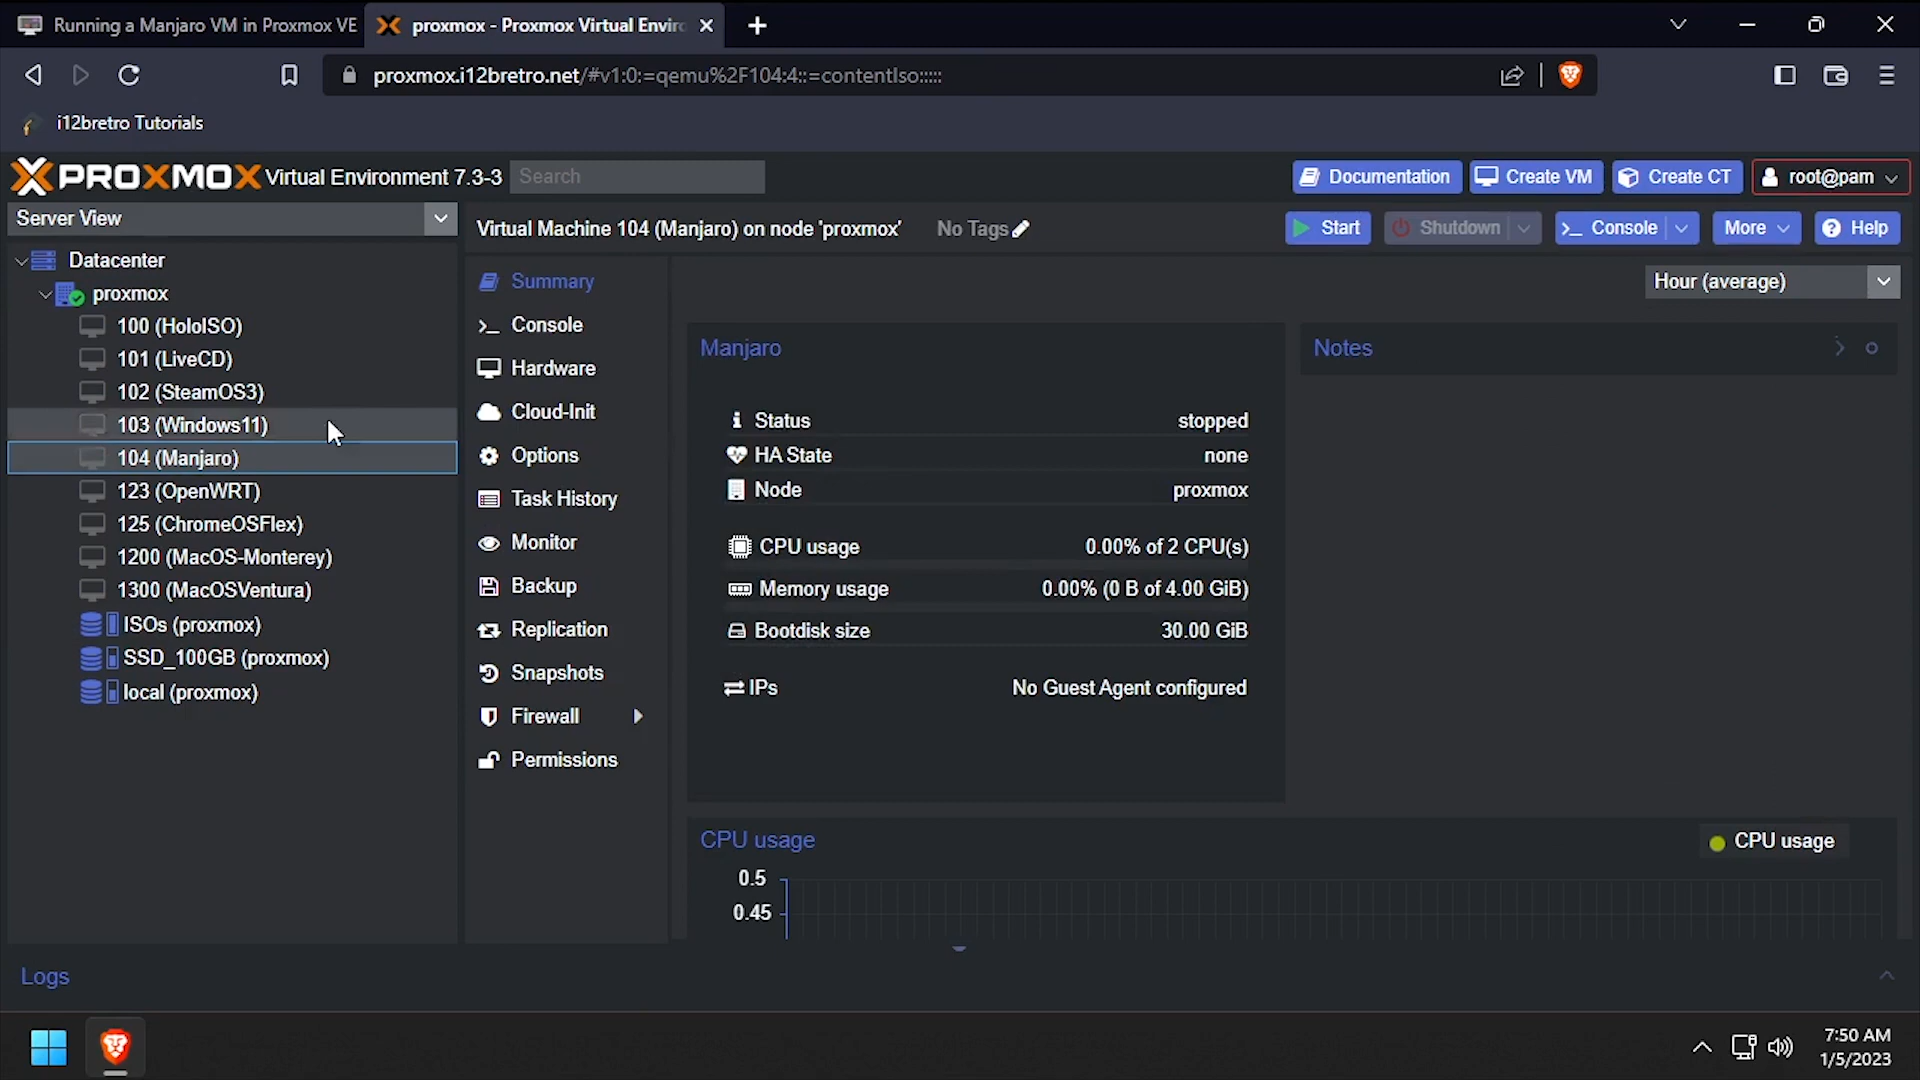 Running a Manjaro VM in Proxmox VE
proxmox - Proxmox Virtual Enviro
proxmox.i12bretro.net/#v1:0:=qemu%2F104:4::=contentIso:::::
i12bretro Tutorials
PROXMOX Virtual Environment 7.3-3
Search
Documentation
Create VM
Create CT
root@pam
Server View
Virtual Machine 104 (Manjaro) on node 'proxmox'
No Tags
Start
Shutdown
Console
More
Help
Datacenter
proxmox
100 (HoloISO)
101 (LiveCD)
102 (SteamOS3)
103 (Windows11)
104 (Manjaro)
123 (OpenWRT)
125 (ChromeOSFlex)
1200 (MacOS-Monterey)
1300 (MacOSVentura)
ISOs (proxmox)
SSD_100GB (proxmox)
local (proxmox)
Summary
Console
Hardware
Cloud-Init
Options
Task History
Monitor
Backup
Replication
Snapshots
Firewall
Permissions
Hour (average)
Manjaro
Status stopped
HA State none
Node proxmox
CPU usage 0.00% of 2 CPU(s)
Memory usage 0.00% (0 B of 4.00 GiB)
Bootdisk size 30.00 GiB
IPs No Guest Agent configured
Notes
CPU usage
CPU usage
0.5
0.45
Logs
7:50 AM
1/5/2023